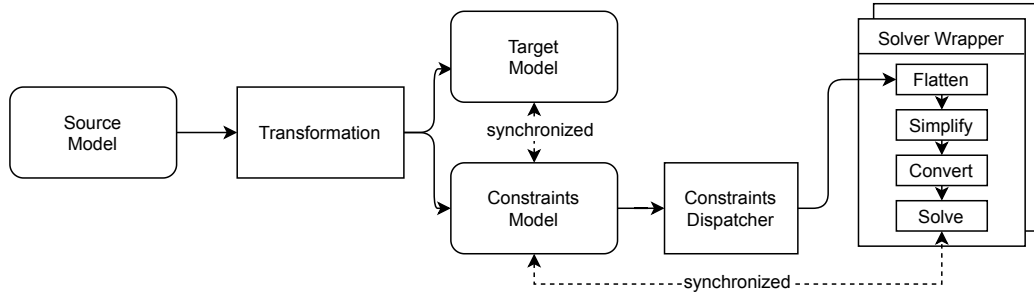 Source
Model
Transformation
Target
Model
synchronized
Constraints
Model
Constraints
Dispatcher
Solver Wrapper
Flatten
Simplify
Convert
Solve
synchronized